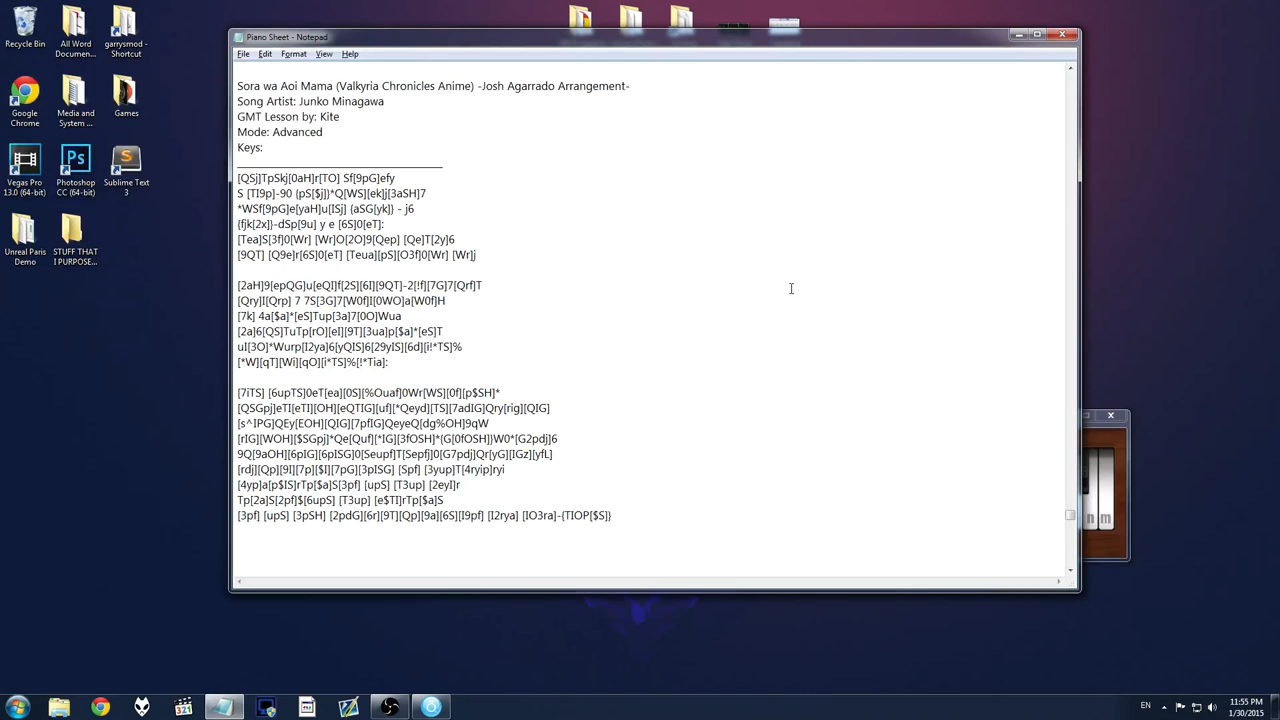 Recycle Bin
All Word Documen...
garrysmod - Shortcut
Google Chrome
Media and System ...
Games
Vegas Pro 13.0 (64-bit)
Photoshop CC (64-bit)
Sublime Text 3
Unreal Paris Demo
STUFF THAT I PURPOSE...
Piano Sheet - Notepad
File Edit Format View Help
Sora wa Aoi Mama (Valkyria Chronicles Anime) -Josh Agarrado Arrangement-
Song Artist: Junko Minagawa
GMT Lesson by: Kite
Mode: Advanced
Keys:
[QSj]TpSkj[0aH]r[TO] Sf[9pG]efy
S [TI9p]-90 {pS[$j]}*Q[WS][ek]j[3aSH]7
*WSf[9pG]e[yaH]u[ISj] {aSG[yk]} - j6
{fjk[2x]}-dSp[9u] y e [6S]0[eT]:
[Tea]S[3f]0[Wr] [Wr]O[2O]9[Qep] [Qe]T[2y]6
[9QT] [Q9e]r[6S]0[eT] [Teua][pS][O3f]0[Wr] [Wr]j
[2aH]9[epQG]u[eQI]f[2S][6I][9QT]-2[!f][7G]7[Qrf]T
[Qry]I[Qrp] 7 7S[3G]7[W0f]I[0WO]a[W0f]H
[7k] 4a[$a]*[eS]Tup[3a]7[0O]Wua
[2a]6[QS]TuTp[rO][eI][9T][3ua]p[$a]*[eS]T
uI[3O]*Wurp[I2ya]6[yQIS]6[29yIS][6d][i!*TS]%
[*W][qT][Wi][qO][i*TS]%[!*Tia]:
[7iTS] [6upTS]0eT[ea][0S][%Ouaf]0Wr[WS][0f][p$SH]*
[QSGpj]eTI[eTI][OH][eQTIG][uf][*Qeyd][TS][7adIG]Qry[rig][QIG]
[s^IPG]QEy[EOH][QIG][7pfIG]QeyeQ[dg%OH]9qW
[rIG][WOH][$SGpj]*Qe[Quf][*IG][3fOSH]*{G[0fOSH]}W0*[G2pdj]6
9Q[9aOH][6pIG][6pISG]0[Seupf]T[Sepfj]0[G7pdj]Qr[yG][IGz][yfL]
[rdj][Qp][9I][7p][$I][7pG][3pISG] [Spf] [3yup]T[4ryip]ryi
[4yp]a[p$IS]rTp[$a]S[3pf] [upS] [T3up] [2eyI]r
Tp[2a]S[2pf]$[6upS] [T3up] [e$TI]rTp[$a]S
[3pf] [upS] [3pSH] [2pdG][6r][9T][Qp][9a][6S][I9pf] [I2rya] [IO3ra]-{TIOP[$S]}
n m
321
EN
11:55 PM
1/30/2015